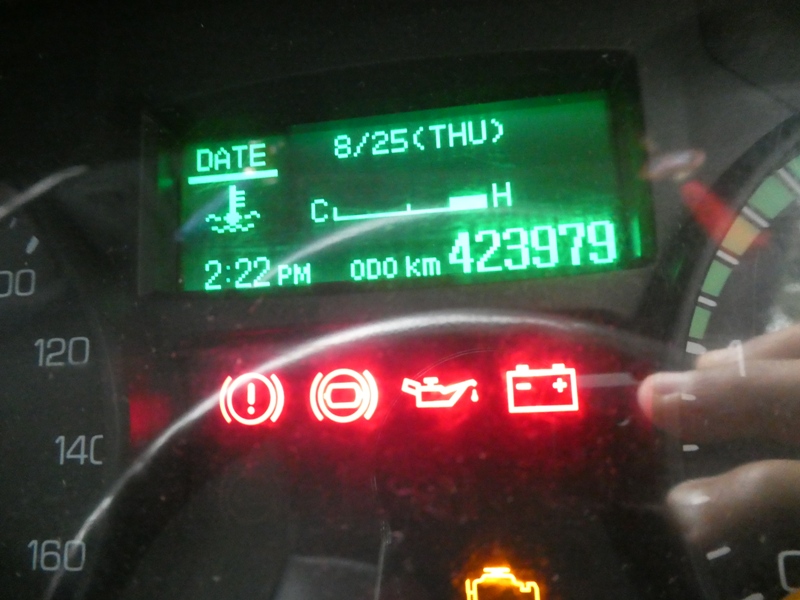 DATE 8/25(THU)
C H
2:22 PM ODO km 423979
120
140
160